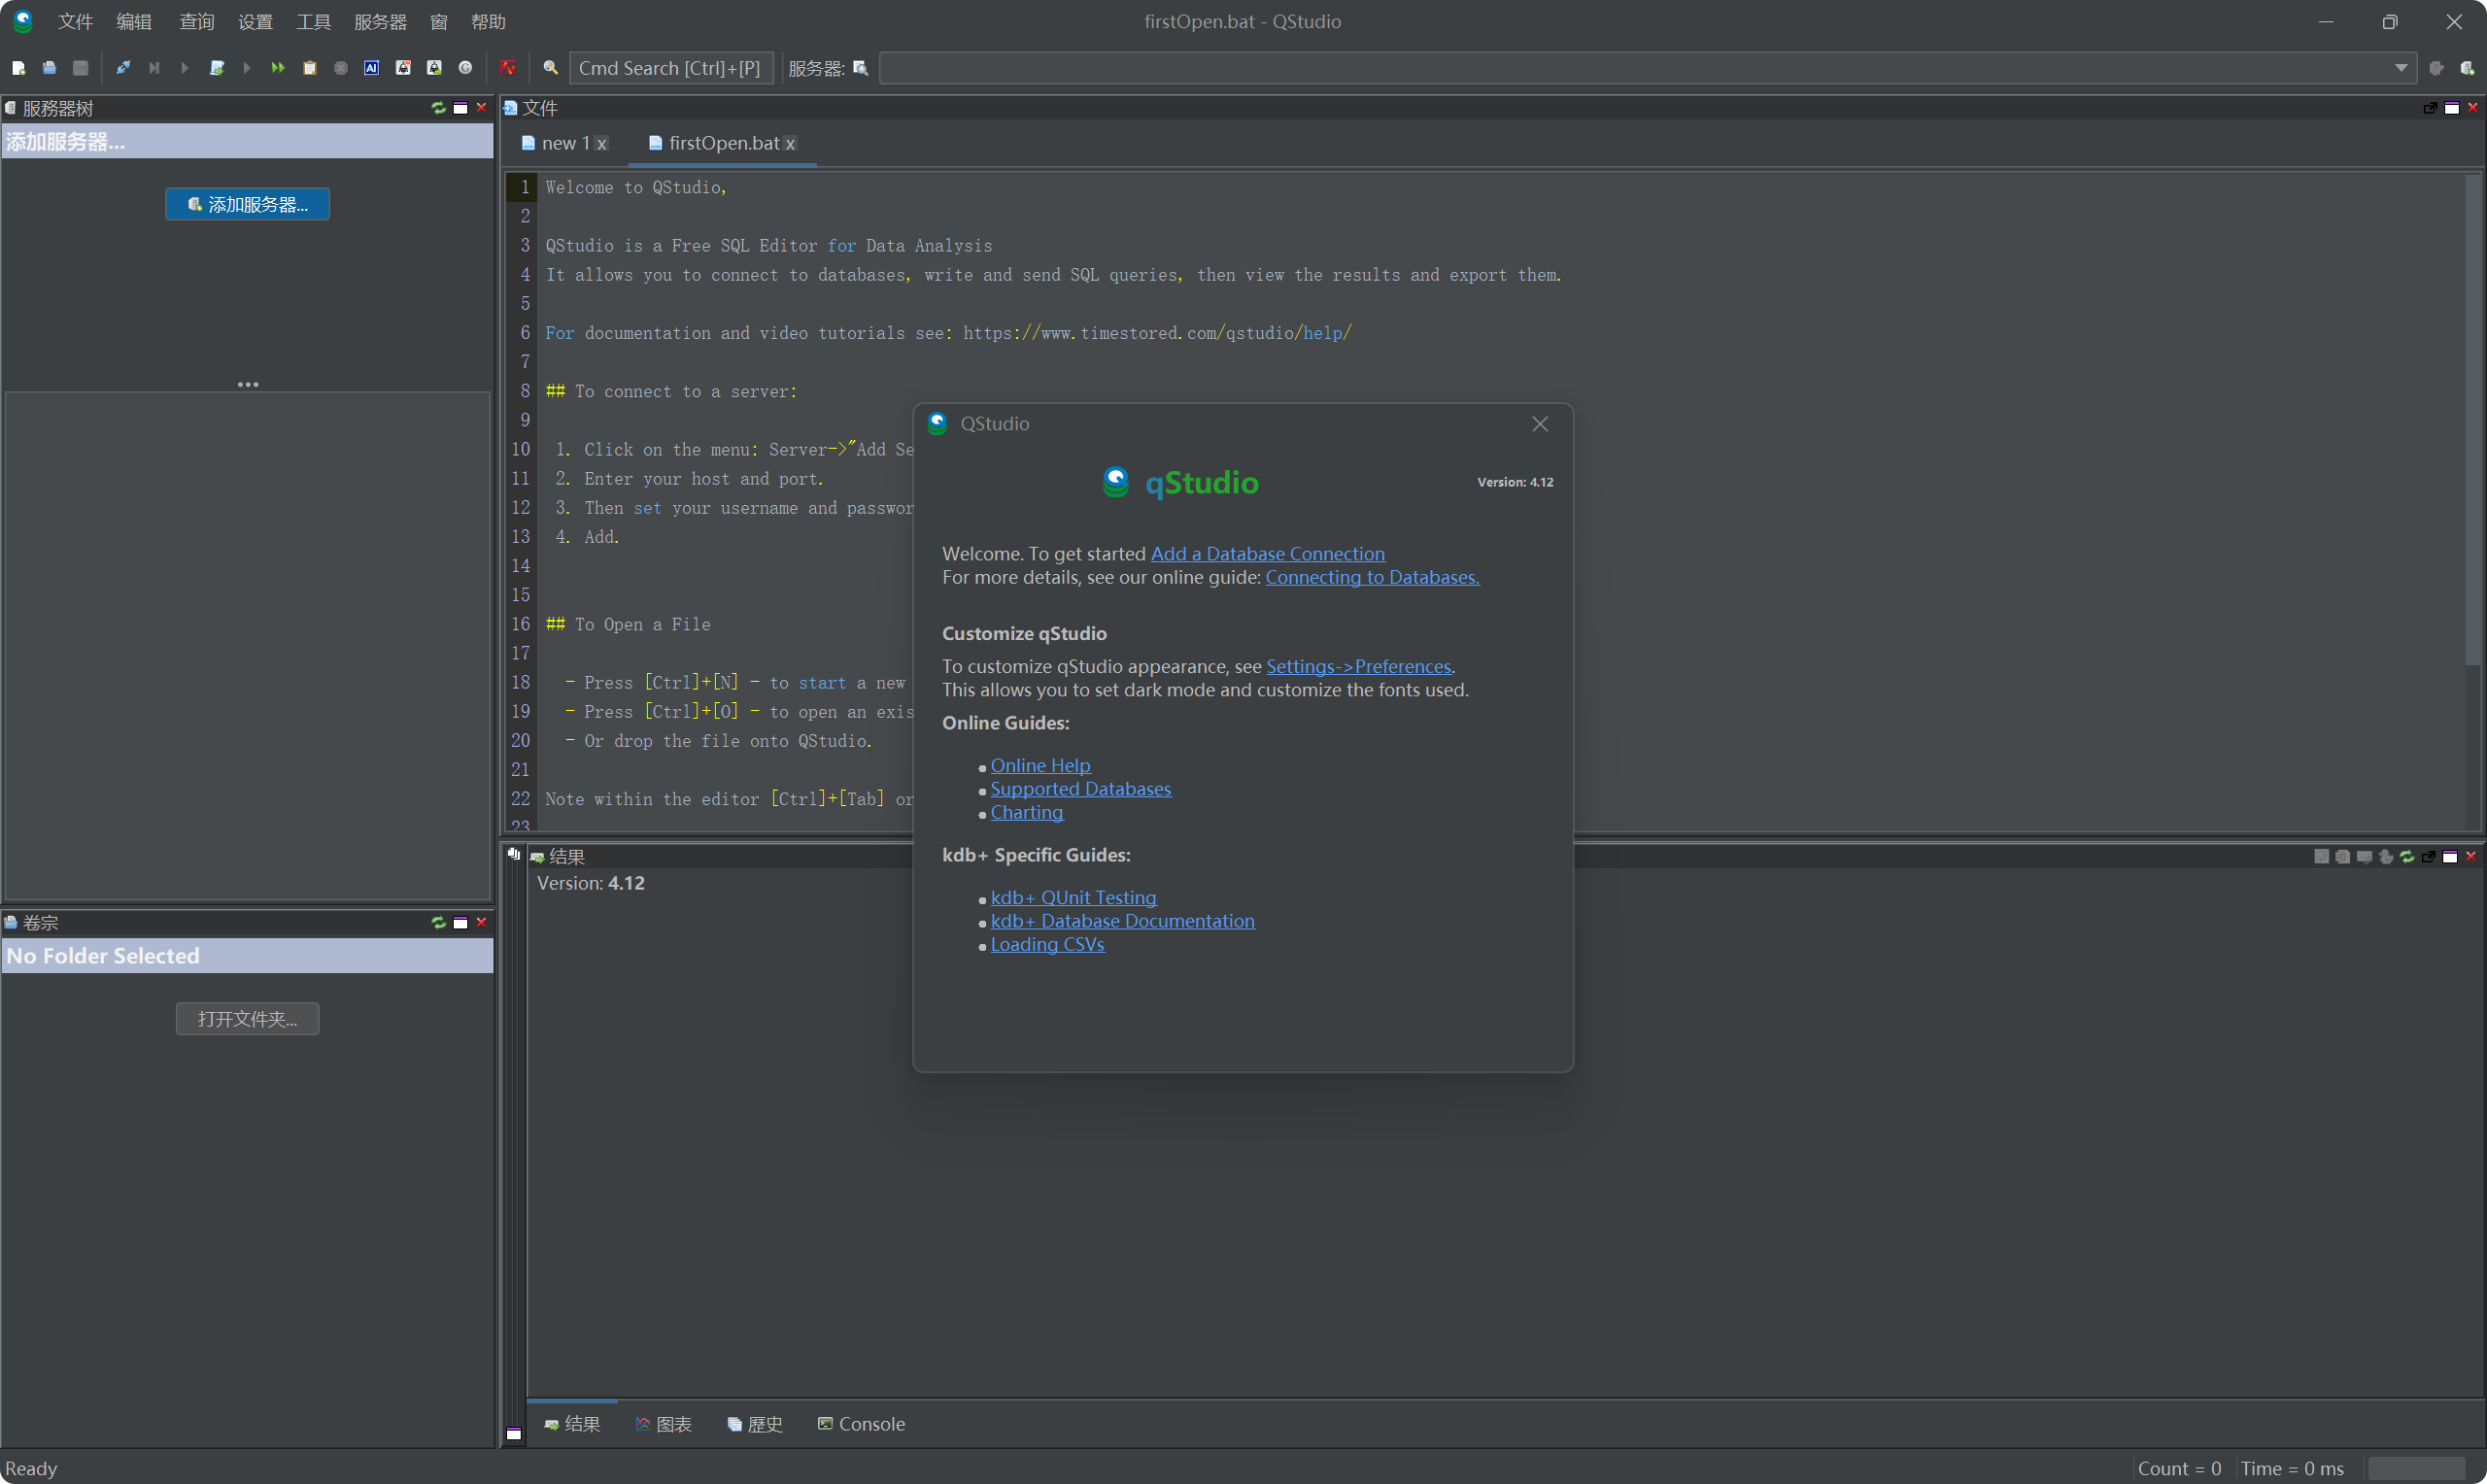 文件 编辑 查询 设置 工具 服务器 窗 帮助
firstOpen.bat - QStudio
Cmd Search [Ctrl]+[P]
服务器:
服務器树
添加服务器...
添加服务器...
文件
new 1 x
firstOpen.bat x
1 Welcome to QStudio,
2
3 QStudio is a Free SQL Editor for Data Analysis
4 It allows you to connect to databases, write and send SQL queries, then view the results and export them.
5
6 For documentation and video tutorials see: https://www.timestored.com/qstudio/help/
7
8 ## To connect to a server:
9
10 1. Click on the menu: Server->"Add Se
11 2. Enter your host and port.
12 3. Then set your username and passwor
13 4. Add.
14
15
16 ## To Open a File
17
18 - Press [Ctrl]+[N] - to start a new
19 - Press [Ctrl]+[O] - to open an exis
20 - Or drop the file onto QStudio.
21
22 Note within the editor [Ctrl]+[Tab] or
23
QStudio
qStudio
Version: 4.12
Welcome. To get started Add a Database Connection
For more details, see our online guide: Connecting to Databases.
Customize qStudio
To customize qStudio appearance, see Settings->Preferences.
This allows you to set dark mode and customize the fonts used.
Online Guides:
Online Help
Supported Databases
Charting
kdb+ Specific Guides:
kdb+ QUnit Testing
kdb+ Database Documentation
Loading CSVs
结果
Version: 4.12
卷宗
No Folder Selected
打开文件夹...
结果
图表
歷史
Console
Ready
Count = 0
Time = 0 ms